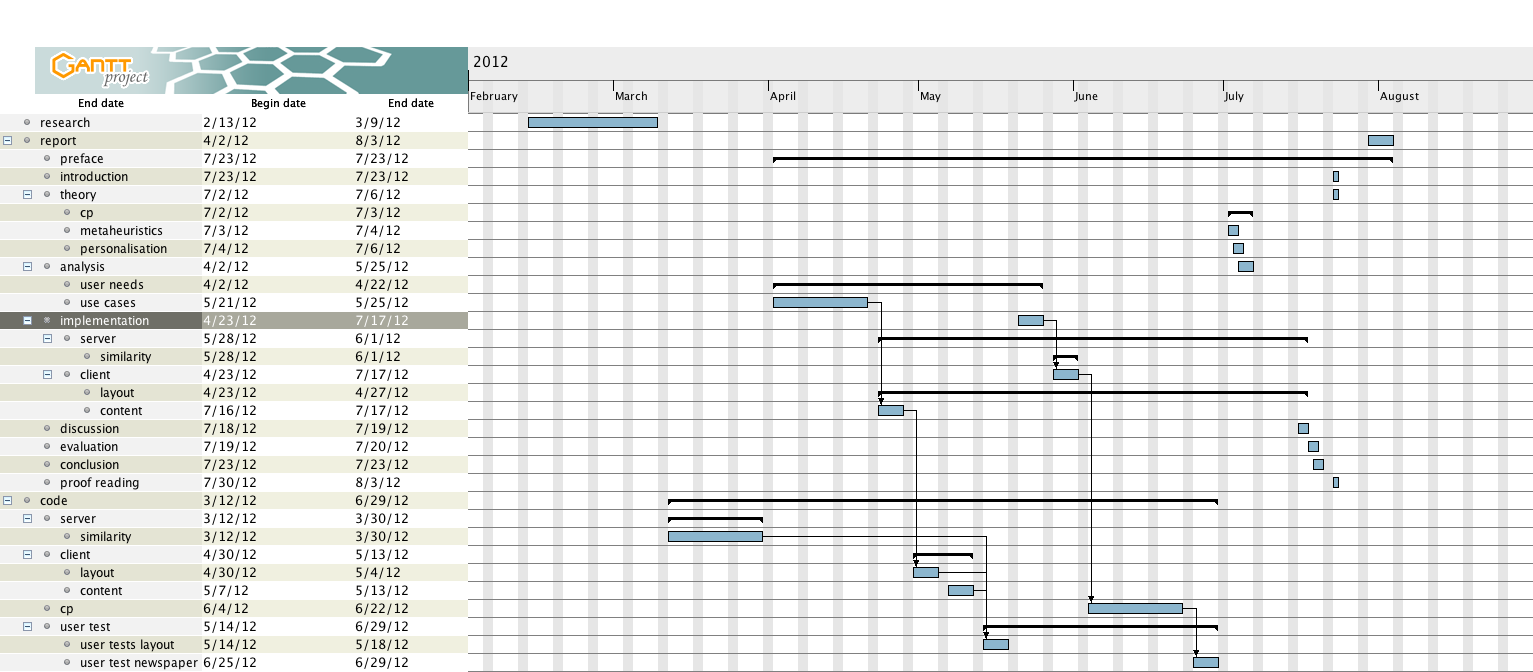 2012
GANTT
project
End date Begin date End date
February March April May June July August
research 2/13/12 3/9/12
report 4/2/12 8/3/12
preface 7/23/12 7/23/12
introduction 7/23/12 7/23/12
theory 7/2/12 7/6/12
cp 7/2/12 7/3/12
metaheuristics 7/3/12 7/4/12
personalisation 7/4/12 7/6/12
analysis 4/2/12 5/25/12
user needs 4/2/12 4/22/12
use cases 5/21/12 5/25/12
implementation 4/23/12 7/17/12
server 5/28/12 6/1/12
similarity 5/28/12 6/1/12
client 4/23/12 7/17/12
layout 4/23/12 4/27/12
content 7/16/12 7/17/12
discussion 7/18/12 7/19/12
evaluation 7/19/12 7/20/12
conclusion 7/23/12 7/23/12
proof reading 7/30/12 8/3/12
code 3/12/12 6/29/12
server 3/12/12 3/30/12
similarity 3/12/12 3/30/12
client 4/30/12 5/13/12
layout 4/30/12 5/4/12
content 5/7/12 5/13/12
cp 6/4/12 6/22/12
user test 5/14/12 6/29/12
user tests layout 5/14/12 5/18/12
user test newspaper 6/25/12 6/29/12